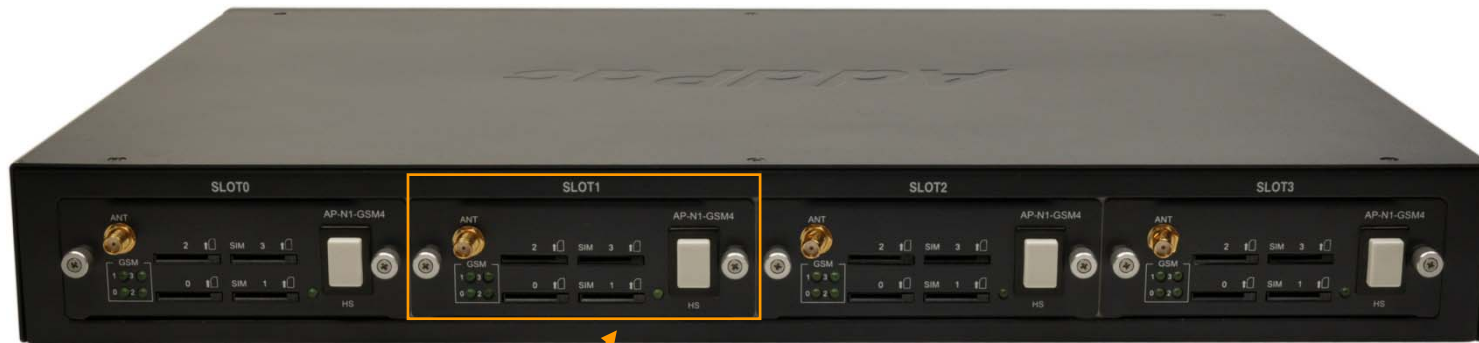 AddPac
SLOT0 SLOT1 SLOT2 SLOT3
ANT AP-N1-GSM4 ANT AP-N1-GSM4 ANT AP-N1-GSM4 ANT AP-N1-GSM4
2 SIM 3 2 SIM 3 2 SIM 3 2 SIM 3
GSM GSM GSM GSM
1 3 1 3 1 3 1 3
0 2 0 SIM 1 0 2 0 SIM 1 0 2 0 SIM 1 0 2 0 SIM 1
HS HS HS HS